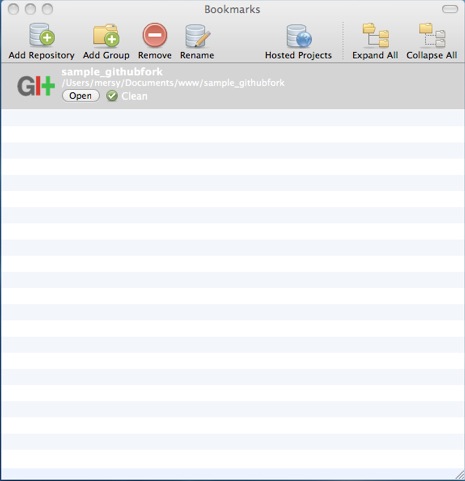 Bookmarks
Add Repository Add Group Remove Rename Hosted Projects Expand All Collapse All
GIt
sample_githubfork
/Users/mersy/Documents/www/sample_githubfork
Open Clean